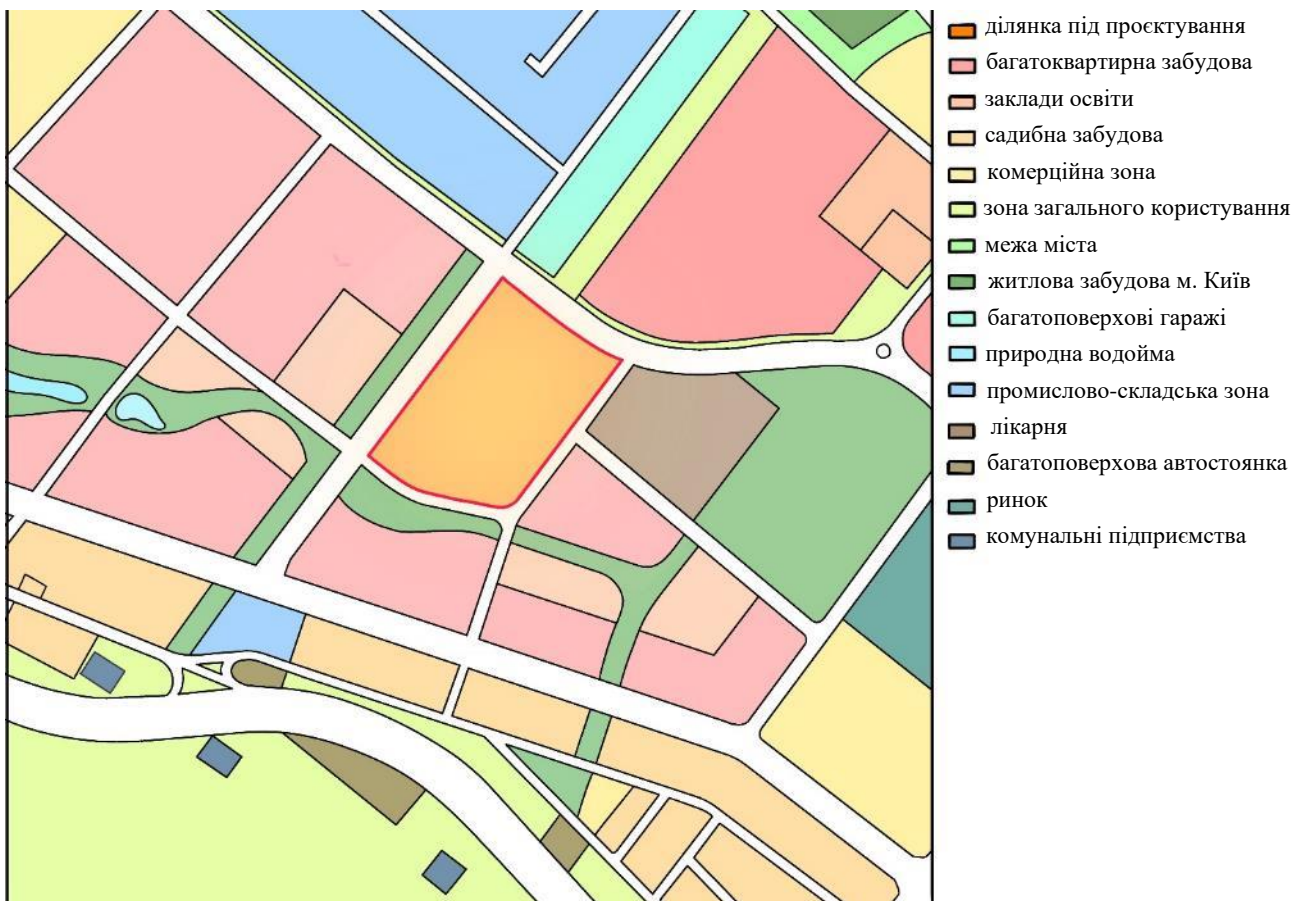 ділянка під проєктування
багатоквартирна забудова
заклади освіти
садибна забудова
комерційна зона
зона загального користування
межа міста
житлова забудова м. Київ
багатоповерхові гаражі
природна водойма
промислово-складська зона
лікарня
багатоповерхова автостоянка
ринок
комунальні підприємства